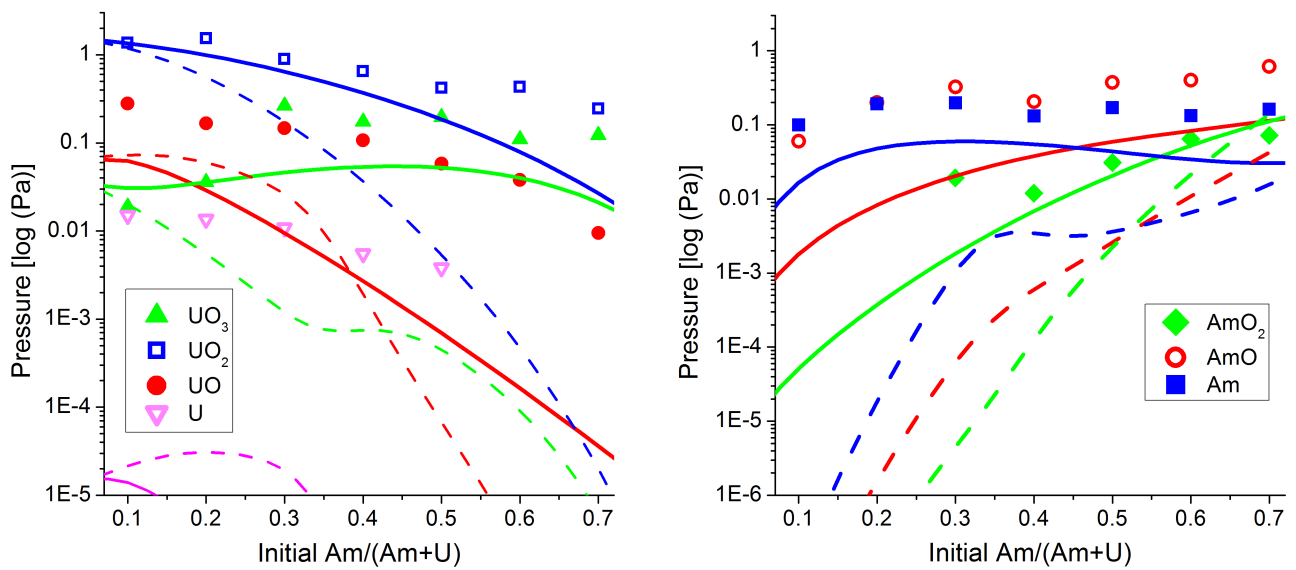 Pressure [log (Pa)]
1
0.1
0.01
1E-3
1E-4
1E-5
UO3
UO2
UO
U
0.1 0.2 0.3 0.4 0.5 0.6 0.7
Initial Am/(Am+U)
Pressure [log (Pa)]
1
0.1
0.01
1E-3
1E-4
1E-5
1E-6
AmO2
AmO
Am
0.1 0.2 0.3 0.4 0.5 0.6 0.7
Initial Am/(Am+U)